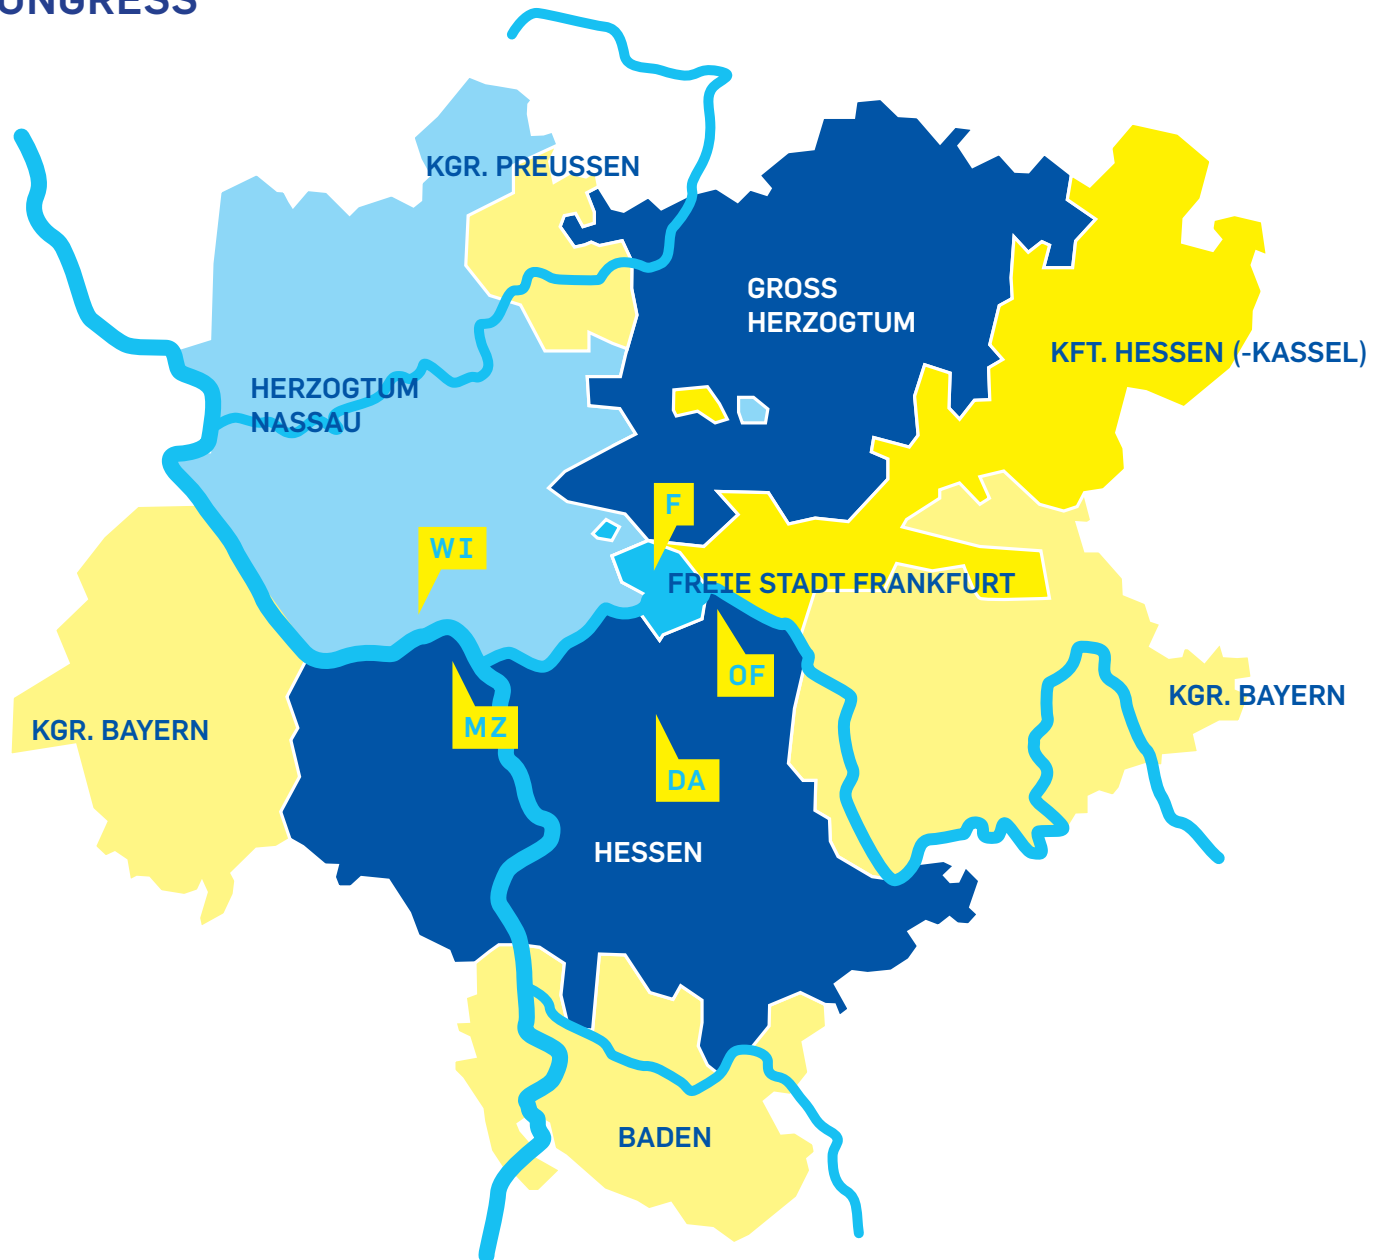 KGR. PREUSSEN
GROSS
HERZOGTUM
KFT. HESSEN (-KASSEL)
HERZOGTUM
NASSAU
F
WI
FREIE STADT FRANKFURT
OF
KGR. BAYERN
MZ
KGR. BAYERN
DA
HESSEN
BADEN